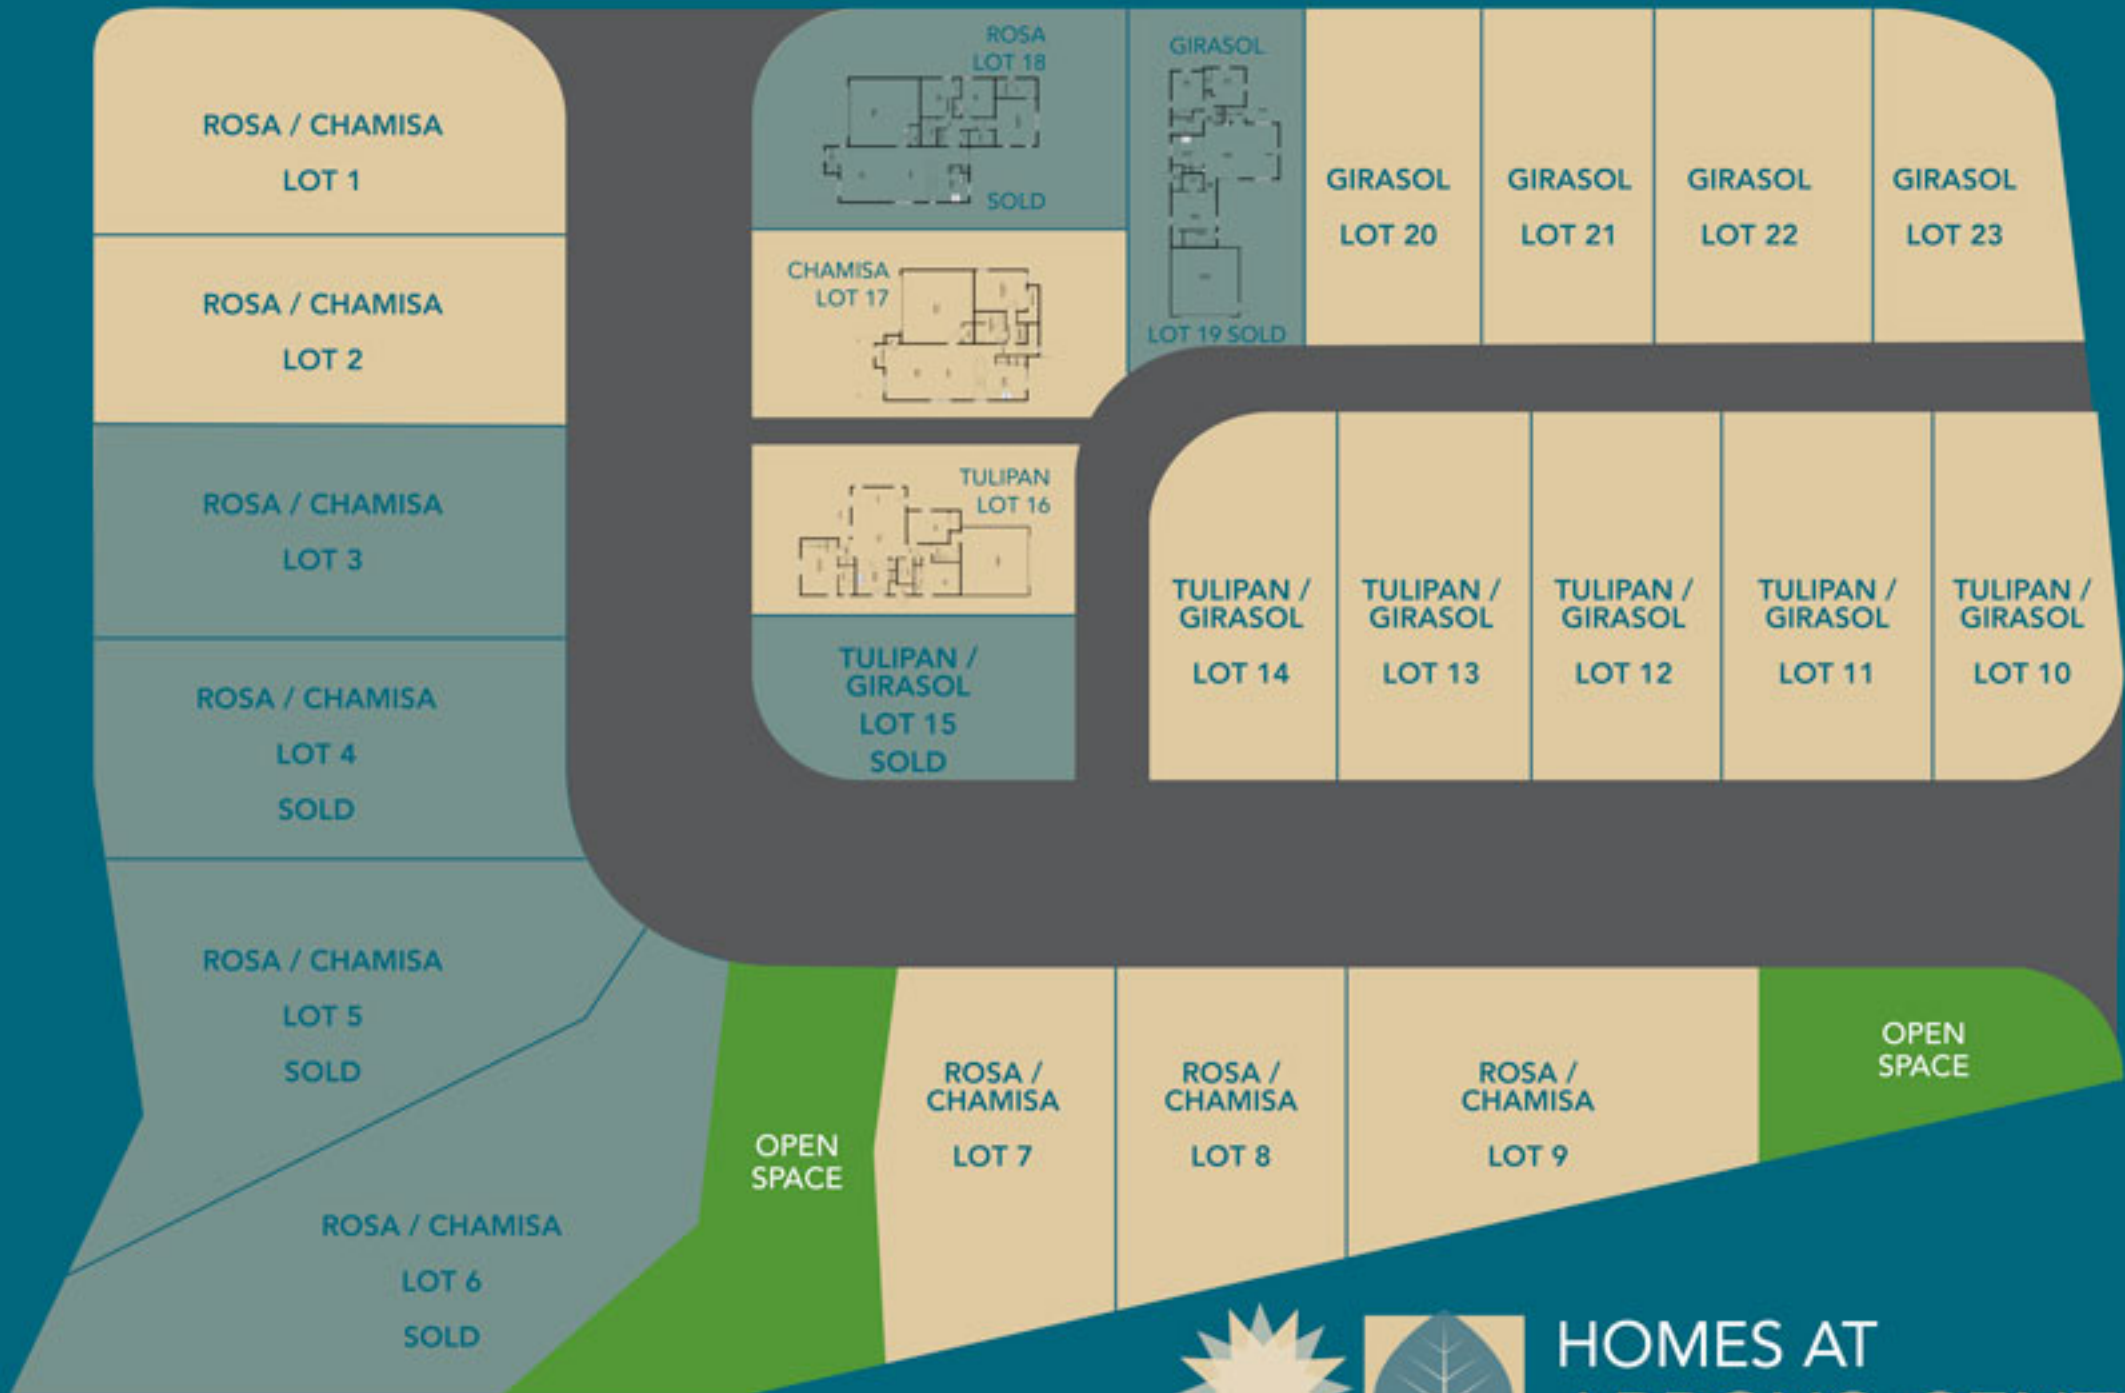 ROSA / CHAMISA
LOT 1
ROSA / CHAMISA
LOT 2
ROSA / CHAMISA
LOT 3
ROSA / CHAMISA
LOT 4
SOLD
ROSA / CHAMISA
LOT 5
SOLD
ROSA / CHAMISA
LOT 6
SOLD
ROSA
LOT 18
SOLD
CHAMISA
LOT 17
TULIPAN
LOT 16
TULIPAN /
GIRASOL
LOT 15
SOLD
GIRASOL
LOT 19 SOLD
GIRASOL
LOT 20
GIRASOL
LOT 21
GIRASOL
LOT 22
GIRASOL
LOT 23
TULIPAN /
GIRASOL
LOT 14
TULIPAN /
GIRASOL
LOT 13
TULIPAN /
GIRASOL
LOT 12
TULIPAN /
GIRASOL
LOT 11
TULIPAN /
GIRASOL
LOT 10
OPEN
SPACE
ROSA /
CHAMISA
LOT 7
ROSA /
CHAMISA
LOT 8
ROSA /
CHAMISA
LOT 9
OPEN
SPACE
HOMES AT